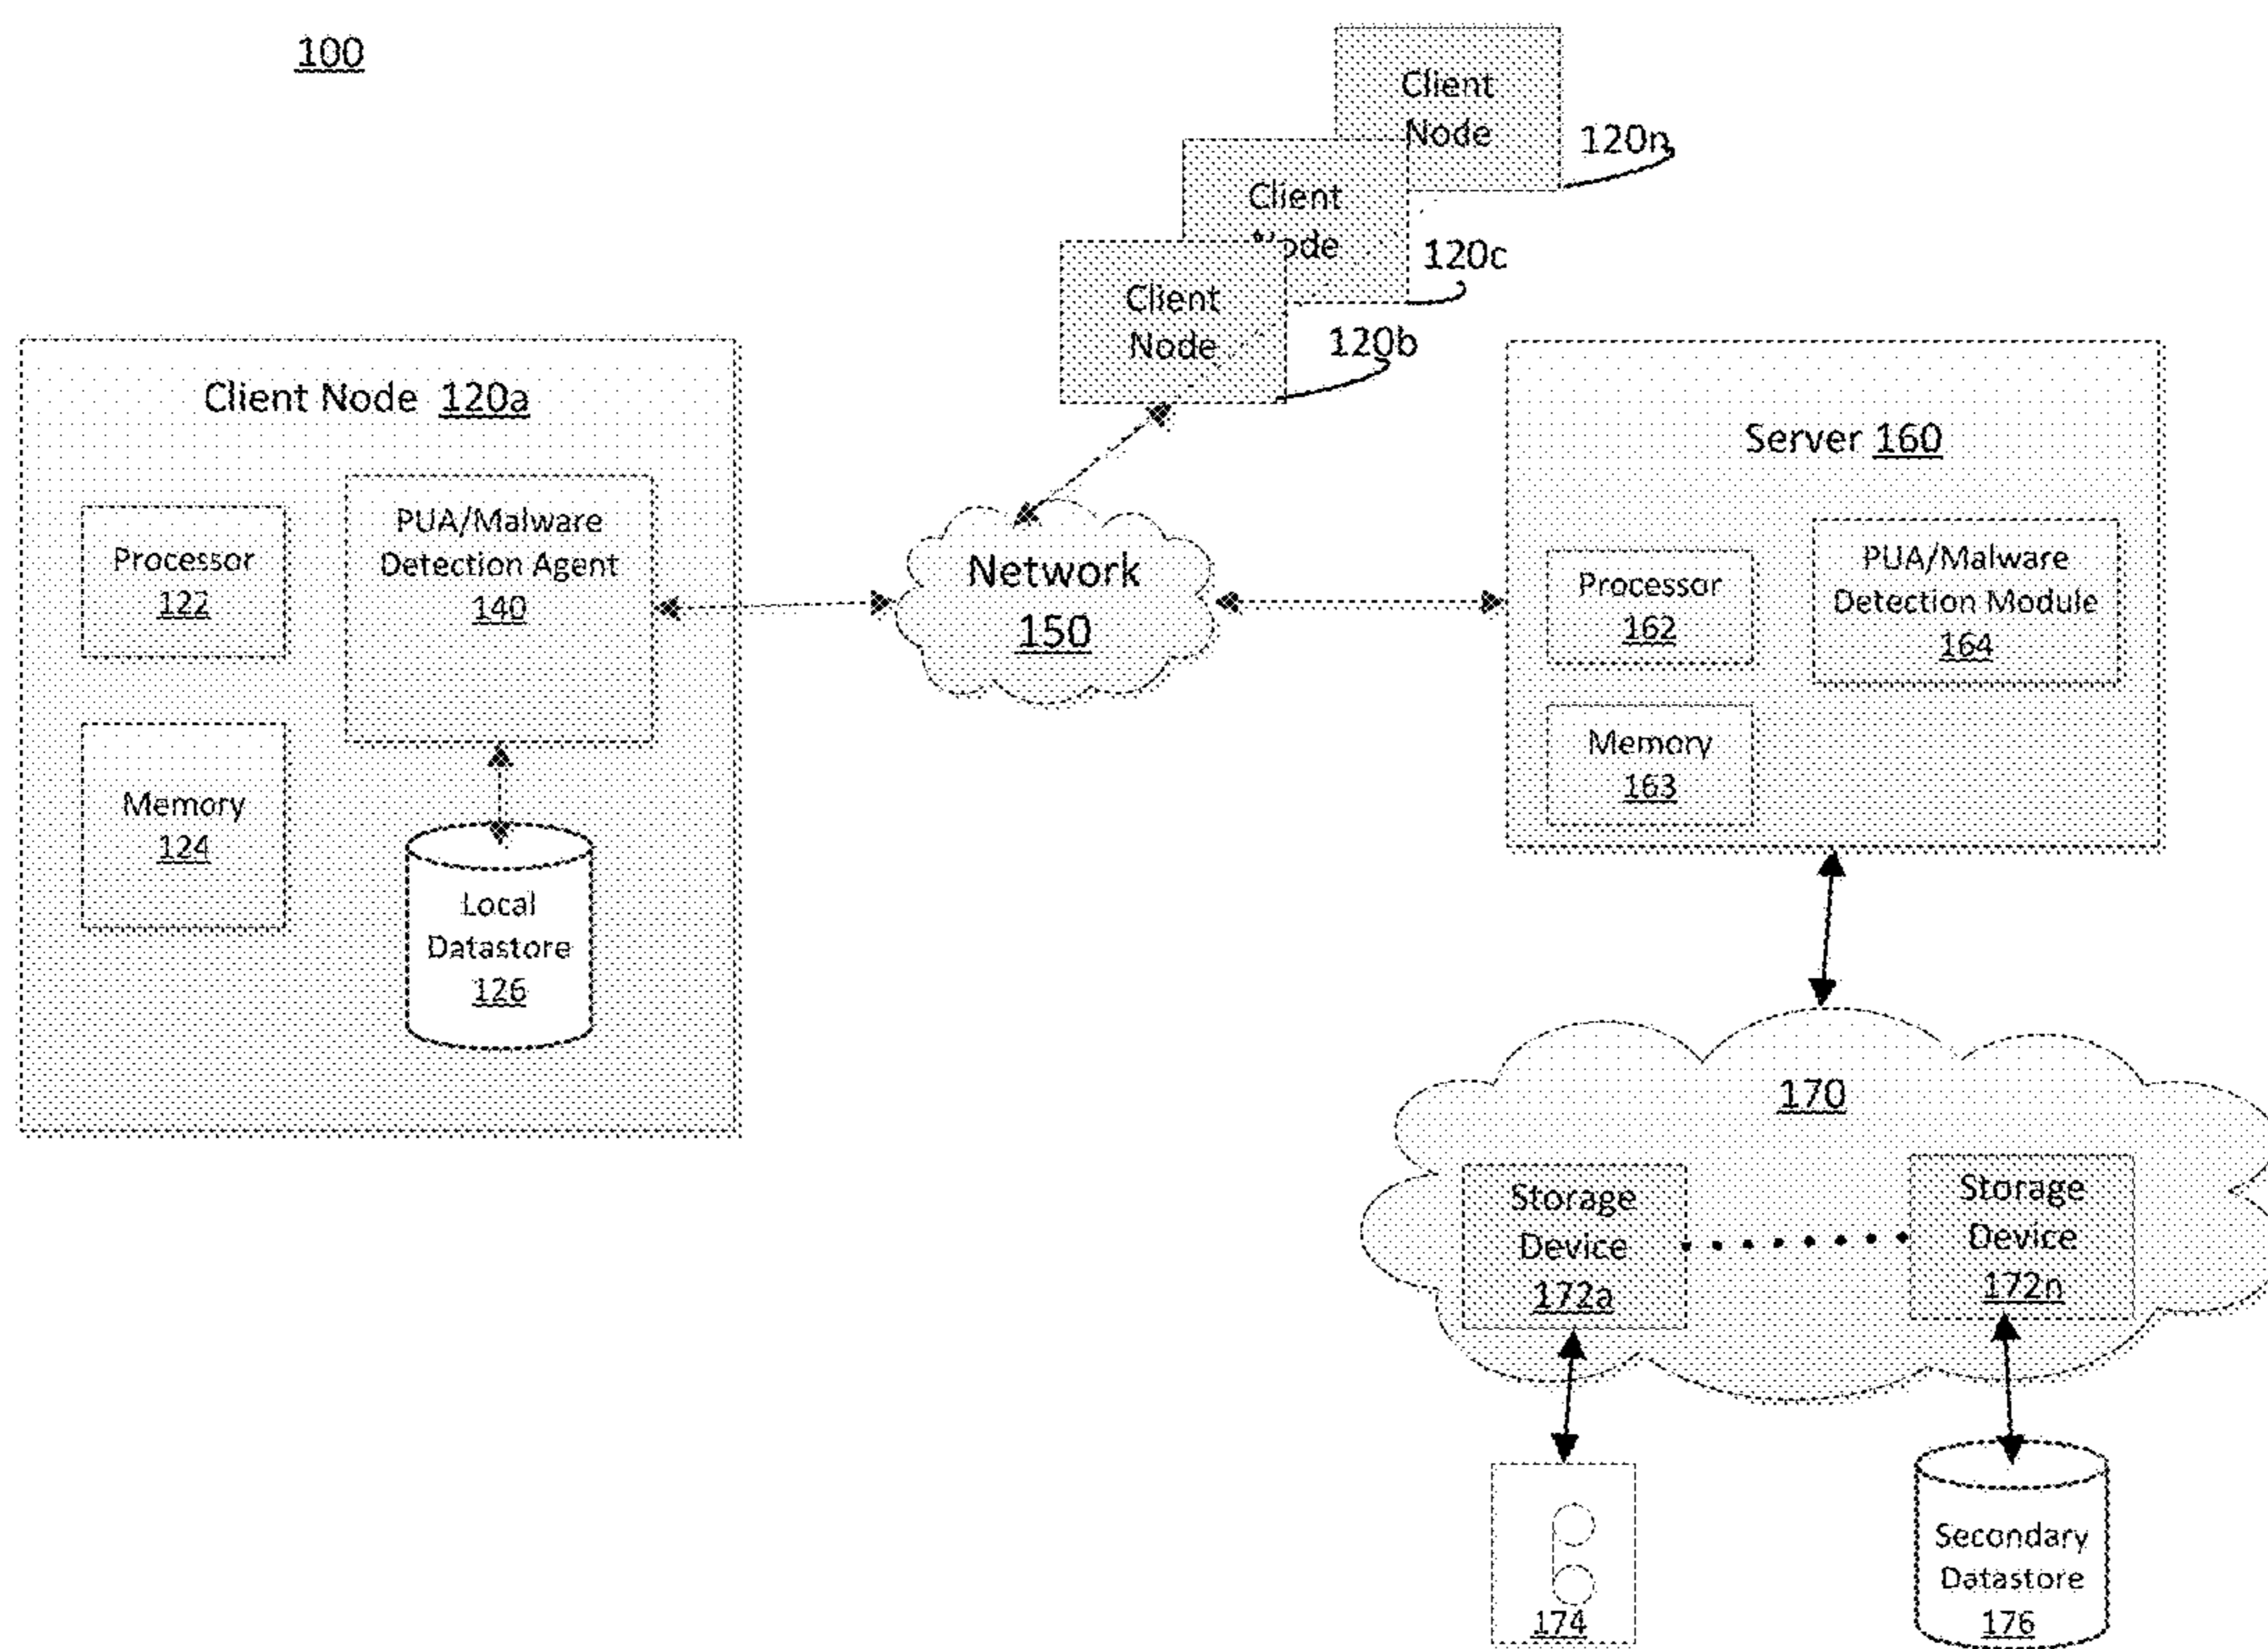 100
Client
Node
120n
Client
Node
120c
Client
Node
120b
Client Node 120a
Processor
122
PUA/Malware
Detection Agent
140
Memory
124
Local
Datastore
126
Network
150
Server 160
Processor
162
PUA/Malware
Detection Module
164
Memory
163
170
Storage
Device
172a
Storage
Device
172n
174
Secondary
Datastore
176